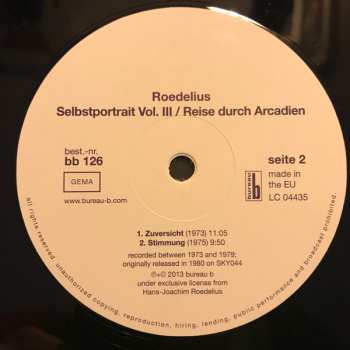 Roedelius
Selbstportrait Vol. III / Reise durch Arcadien
best.-nr.
bb 126
GEMA
www.bureau-b.com
seite 2
bureau b
made in
the EU
LC 04435
1. Zuversicht (1973) 11:05
2. Stimmung (1975) 9:50
recorded between 1973 and 1979;
originally released in 1980 on SKY044
℗+© 2013 bureau b
under exclusive license from
Hans-Joachim Roedelius
all rights reserved. unauthorized copying, reproduction, hiring, lending, public performance and broadcast prohibited.